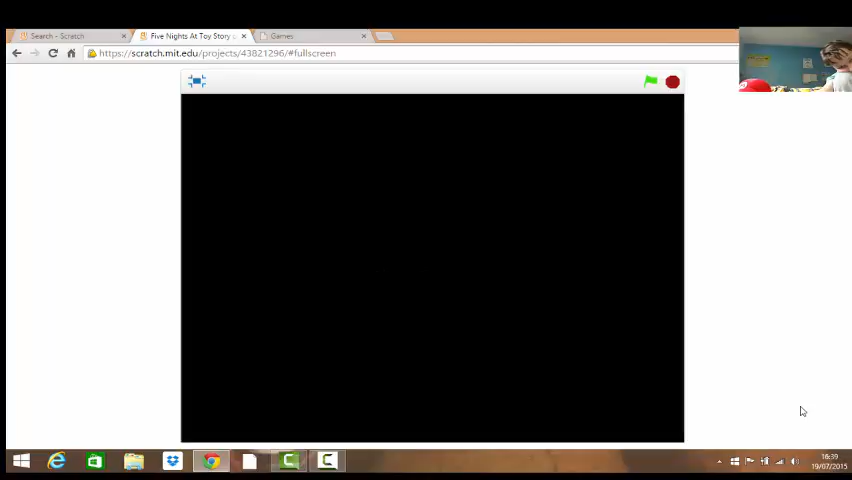 Search - Scratch
Five Nights At Toy Story
Games
https://scratch.mit.edu/projects/43821296/#fullscreen
16:39
19/07/2015